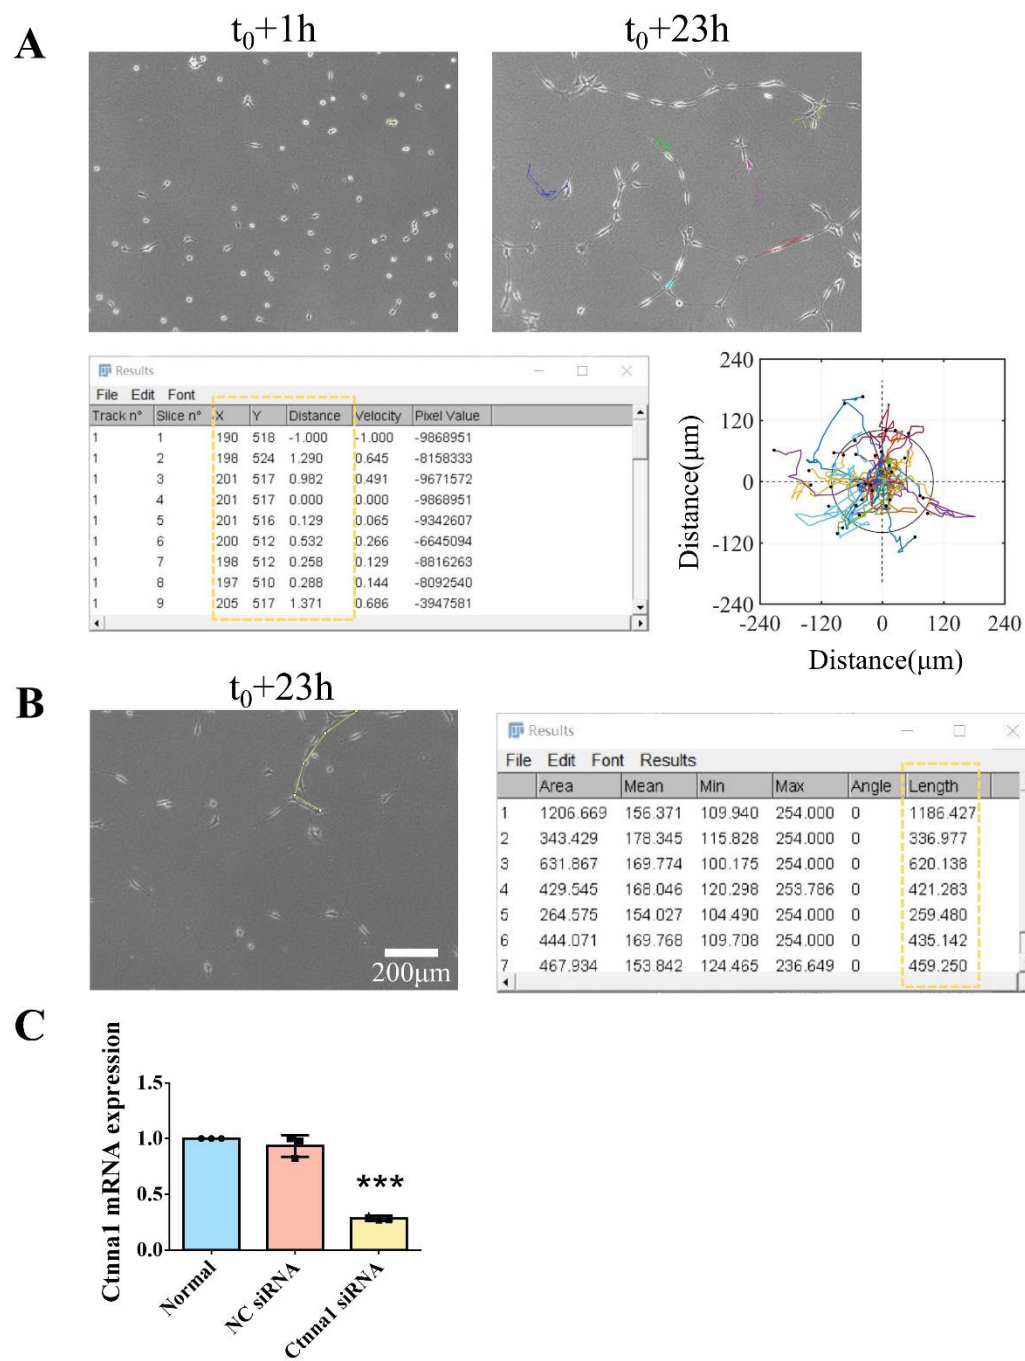 A
t0+1h
t0+23h
Results
File Edit Font
Track n° Slice n° X Y Distance Velocity Pixel Value
1 1 190 518 -1.000 -1.000 -9868951
1 2 198 524 1.290 0.645 -8158333
1 3 201 517 0.982 0.491 -9671572
1 4 201 517 0.000 0.000 -9868951
1 5 201 516 0.129 0.065 -9342607
1 6 200 512 0.532 0.266 -6645094
1 7 198 512 0.258 0.129 -8816263
1 8 197 510 0.288 0.144 -8092540
1 9 205 517 1.371 0.686 -3947581
Distance(μm)
240
120
0
-120
-240
-240 -120 0 120 240
Distance(μm)
B
t0+23h
200μm
Results
File Edit Font Results
Area Mean Min Max Angle Length
1 1206.669 156.371 109.940 254.000 0 1186.427
2 343.429 178.345 115.828 254.000 0 336.977
3 631.867 169.774 100.175 254.000 0 620.138
4 429.545 168.046 120.298 253.786 0 421.283
5 264.575 154.027 104.490 254.000 0 259.480
6 444.071 169.768 109.708 254.000 0 435.142
7 467.934 153.842 124.465 236.649 0 459.250
C
Ctnna1 mRNA expression
1.5
1.0
0.5
0.0
***
Normal
NC siRNA
Ctnna1 siRNA